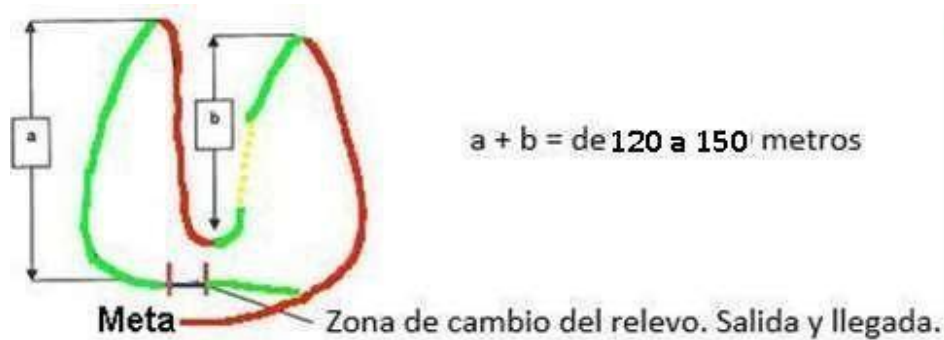 a
b
a + b = de 120 a 150 metros
Meta
Zona de cambio del relevo. Salida y llegada.